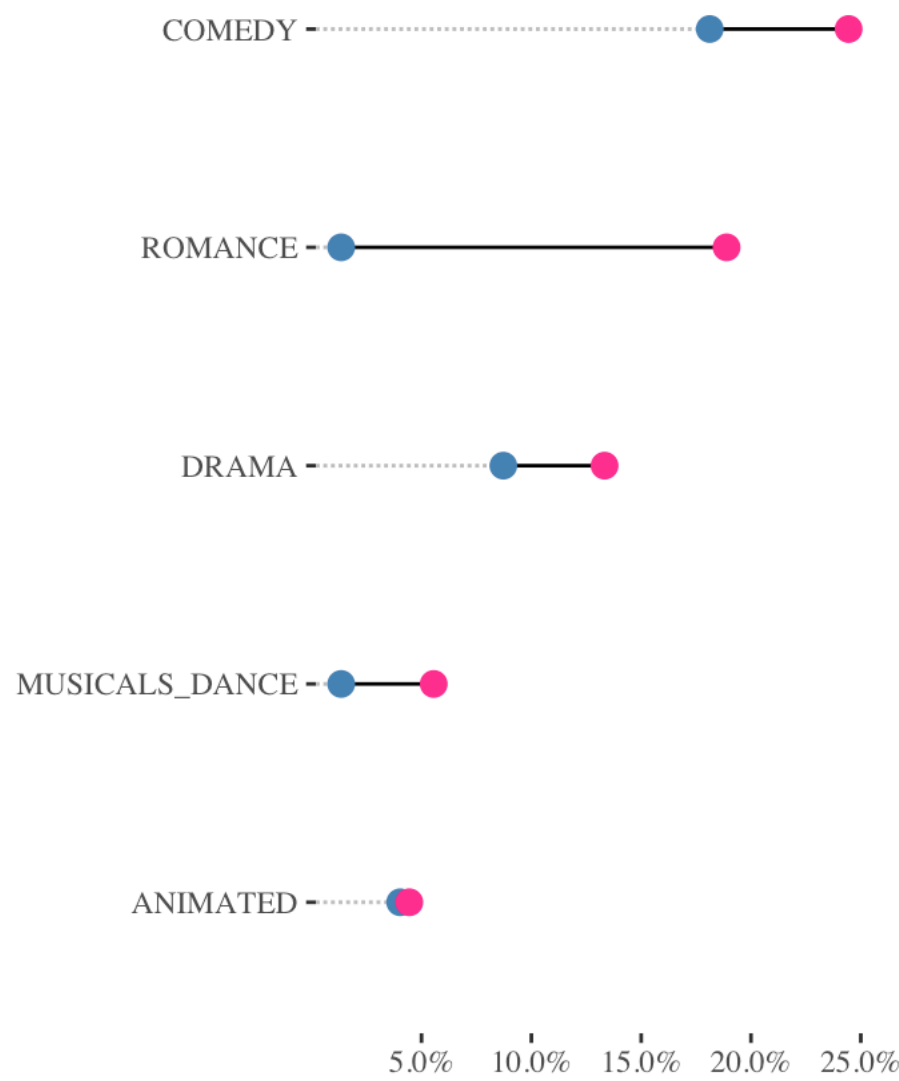 COMEDY
ROMANCE
DRAMA
MUSICALS_DANCE
ANIMATED
5.0% 10.0% 15.0% 20.0% 25.0%